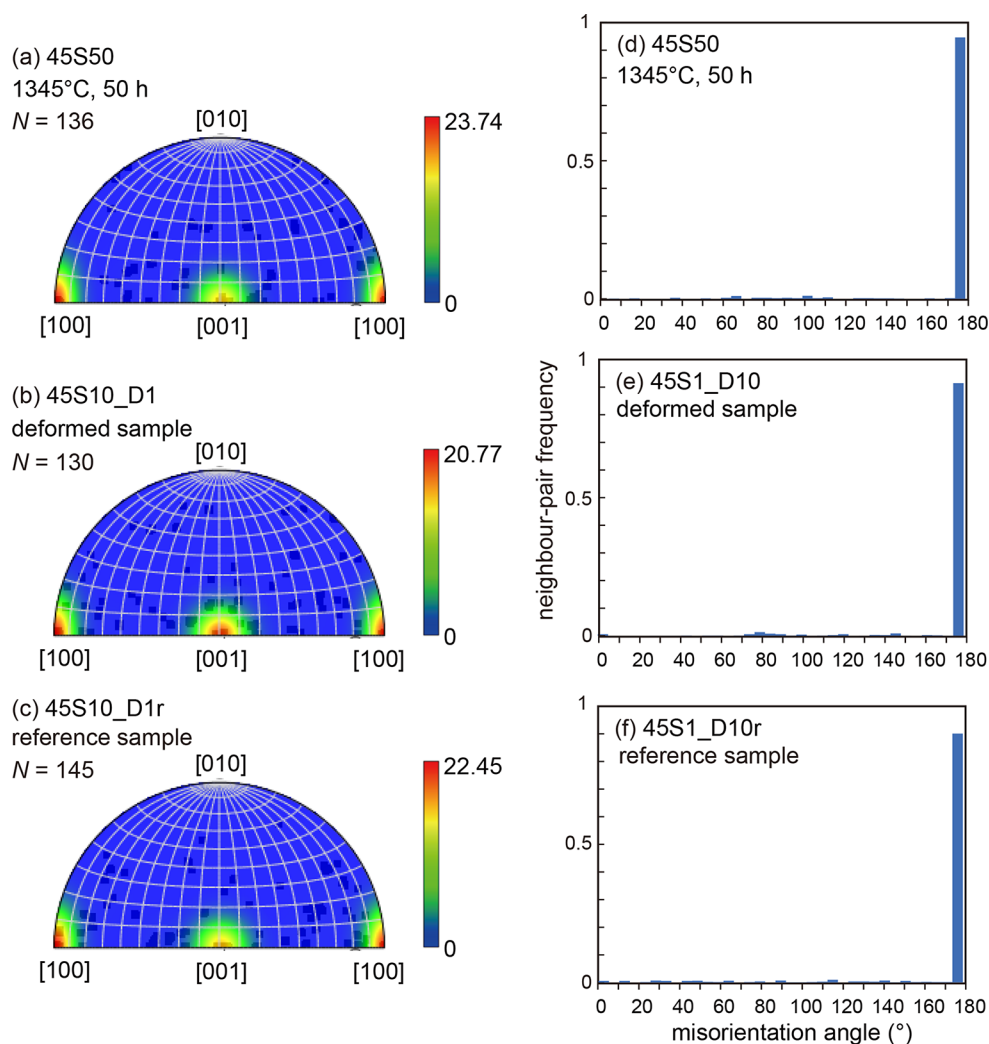 (a) 45S50
1345°C, 50 h
N = 136
[010]
23.74
0
[100] [001] [100]
(b) 45S10_D1
deformed sample
N = 130
[010]
20.77
0
[100] [001] [100]
(c) 45S10_D1r
reference sample
N = 145
[010]
22.45
0
[100] [001] [100]
(d) 45S50
1345°C, 50 h
1
0.5
0
0 20 40 60 80 100 120 140 160 180
(e) 45S1_D10
deformed sample
1
0.5
0
0 20 40 60 80 100 120 140 160 180
neighbour-pair frequency
(f) 45S1_D10r
reference sample
1
0.5
0
0 20 40 60 80 100 120 140 160 180
misorientation angle (°)